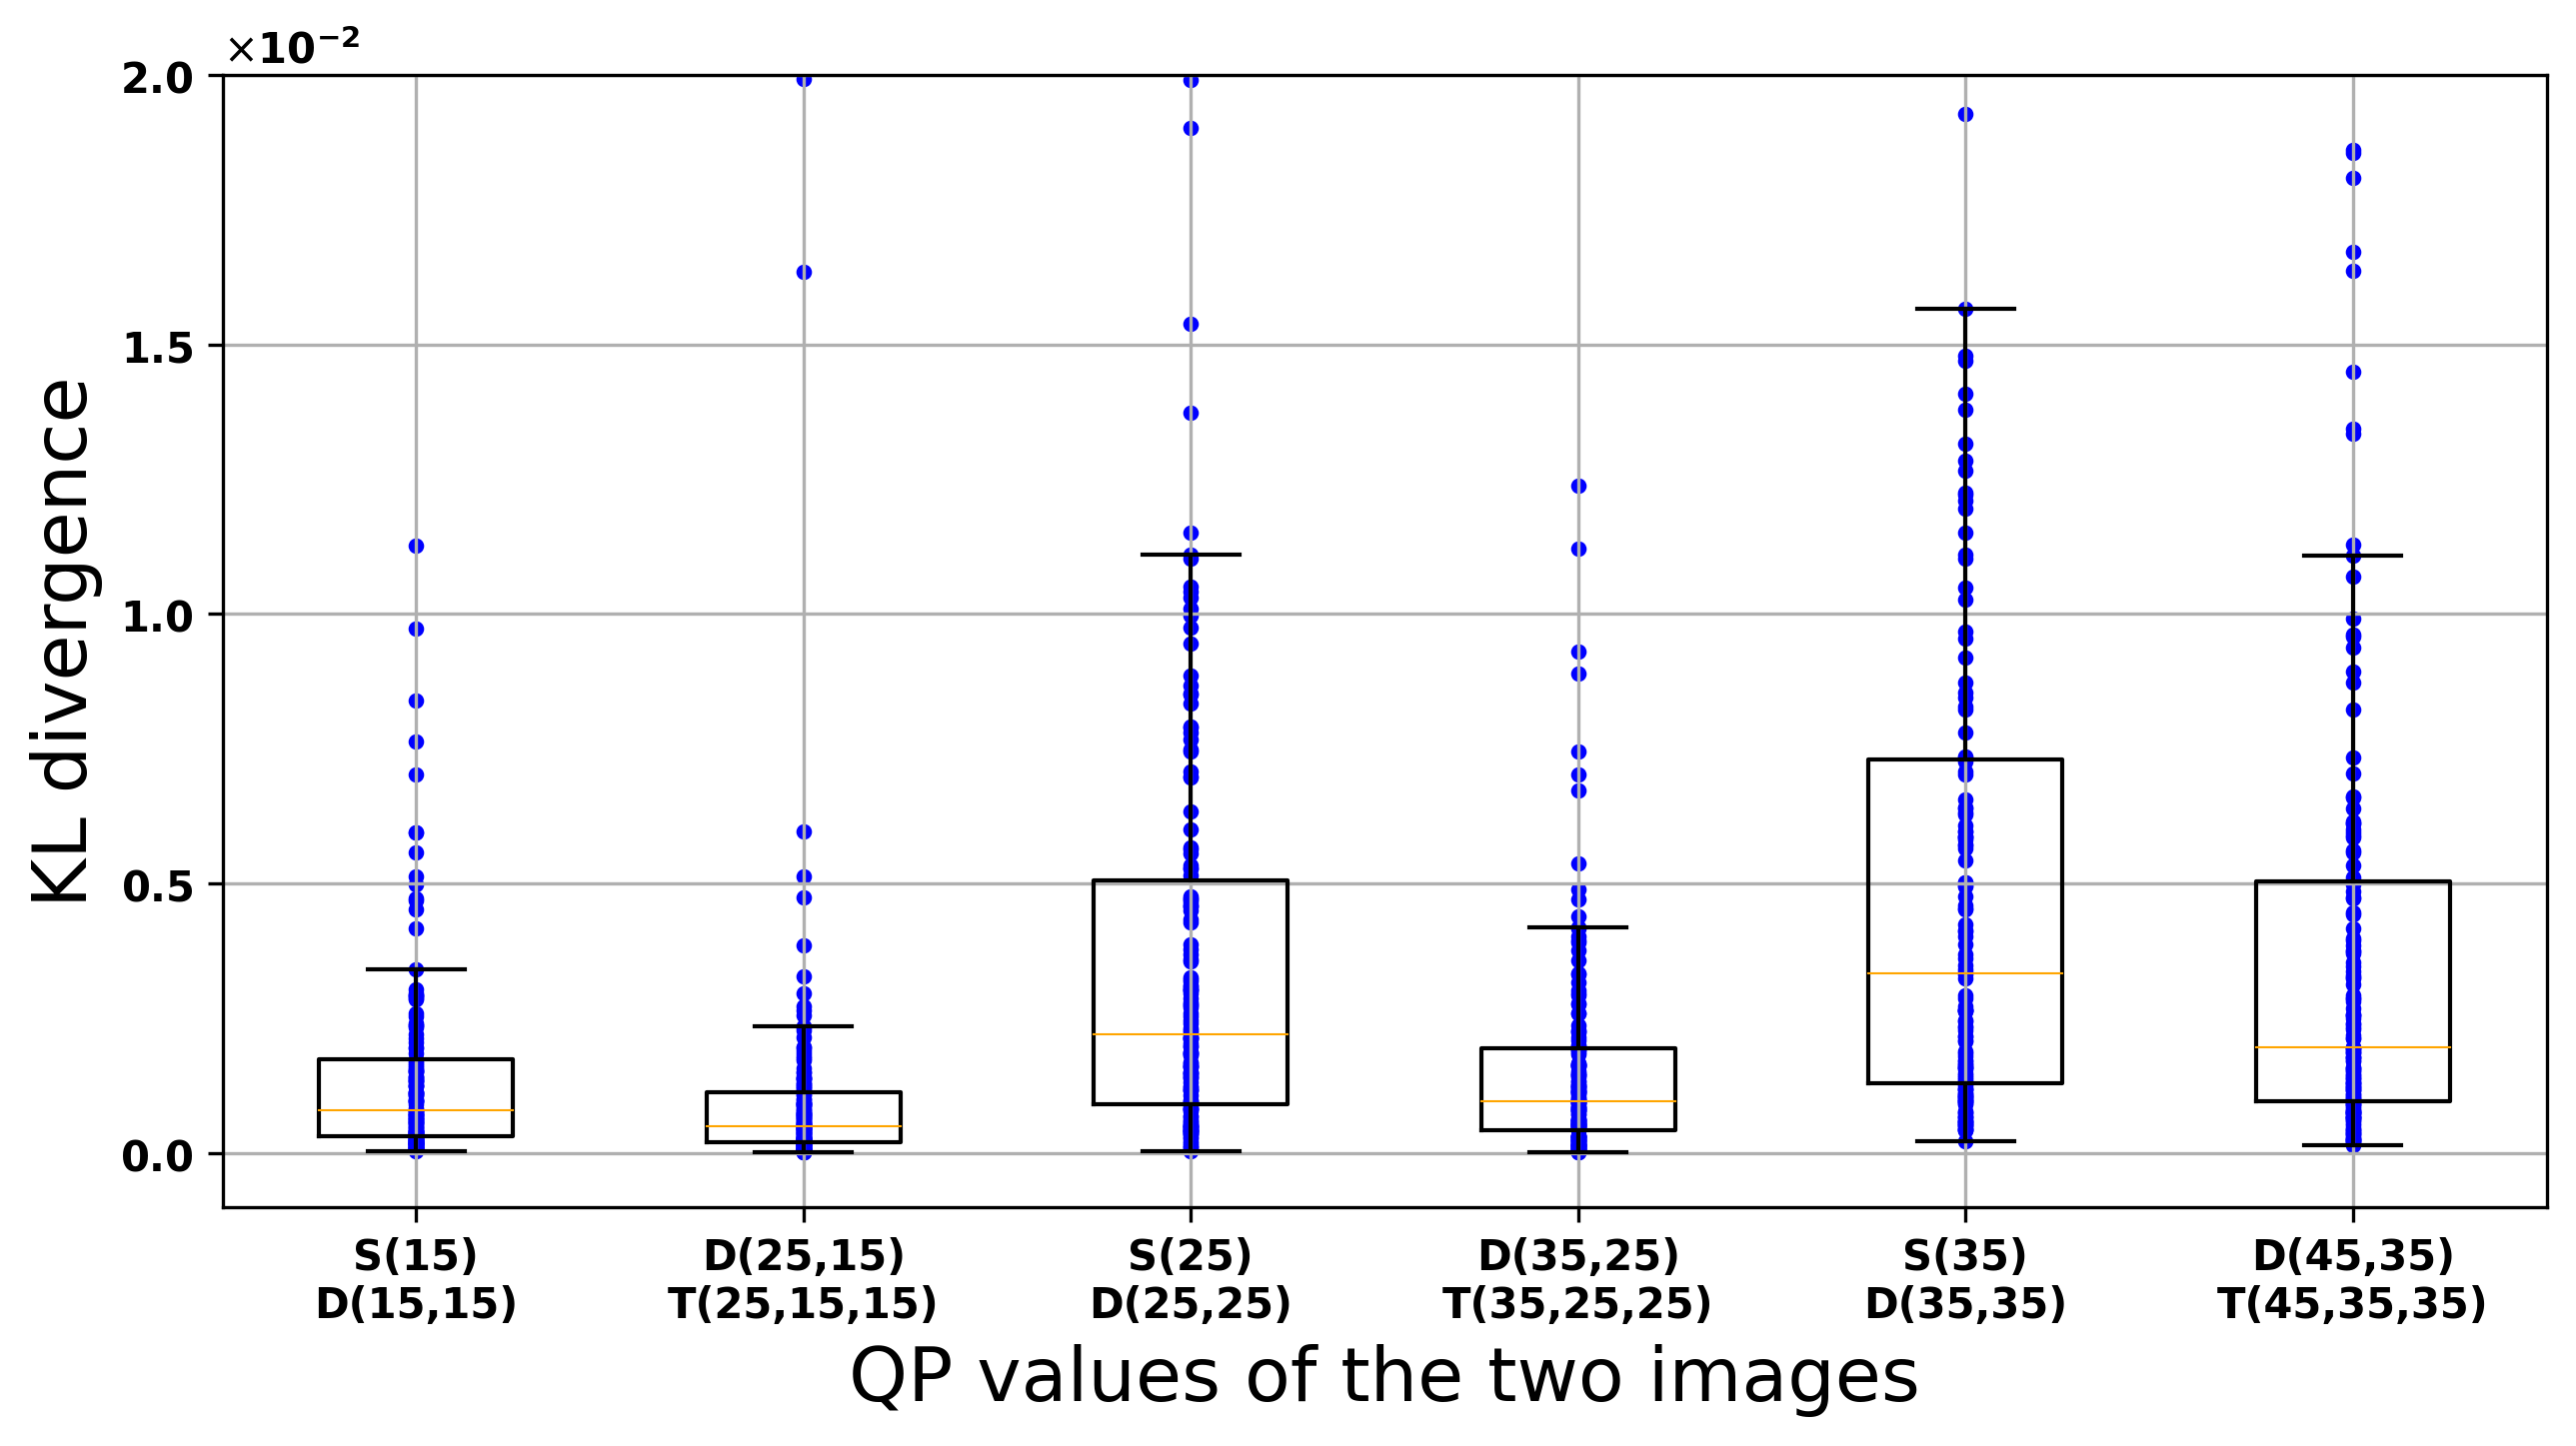 ×10⁻²
2.0
1.5
1.0
0.5
0.0
KL divergence
S(15) D(25,15) S(25) D(35,25) S(35) D(45,35)
D(15,15) T(25,15,15) D(25,25) T(35,25,25) D(35,35) T(45,35,35)
QP values of the two images